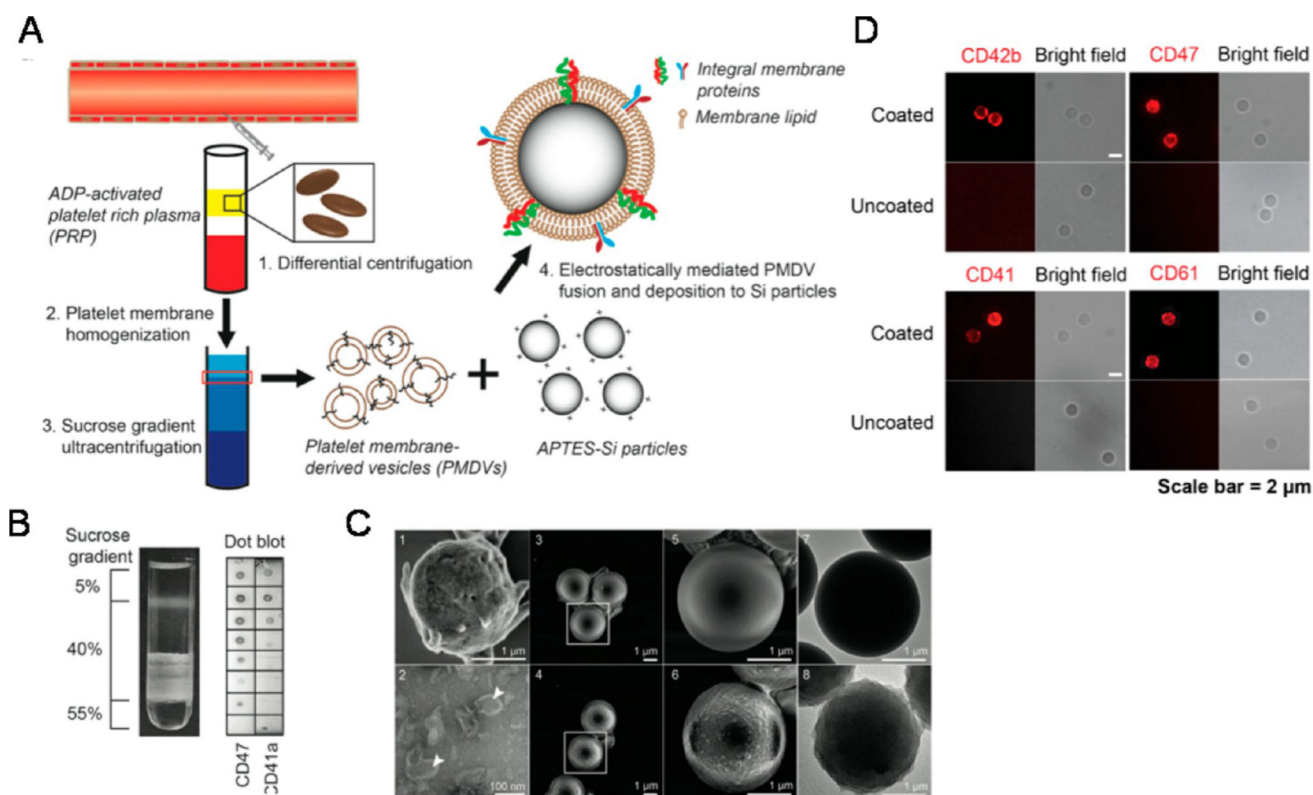 A
ADP-activated
platelet rich plasma
(PRP)
1. Differential centrifugation
2. Platelet membrane
homogenization
3. Sucrose gradient
ultracentrifugation
Platelet membrane-
derived vesicles (PMDVs)
+
APTES-Si particles
4. Electrostatically mediated PMDV
fusion and deposition to Si particles
Integral membrane
proteins
Membrane lipid
B
Sucrose
gradient
5%
40%
55%
Dot blot
CD47
CD41a
C
1
1 µm
3
1 µm
5
1 µm
7
1 µm
2
100 nm
4
1 µm
6
1 µm
8
1 µm
D
CD42b Bright field CD47 Bright field
Coated
Uncoated
CD41 Bright field CD61 Bright field
Coated
Uncoated
Scale bar = 2 µm